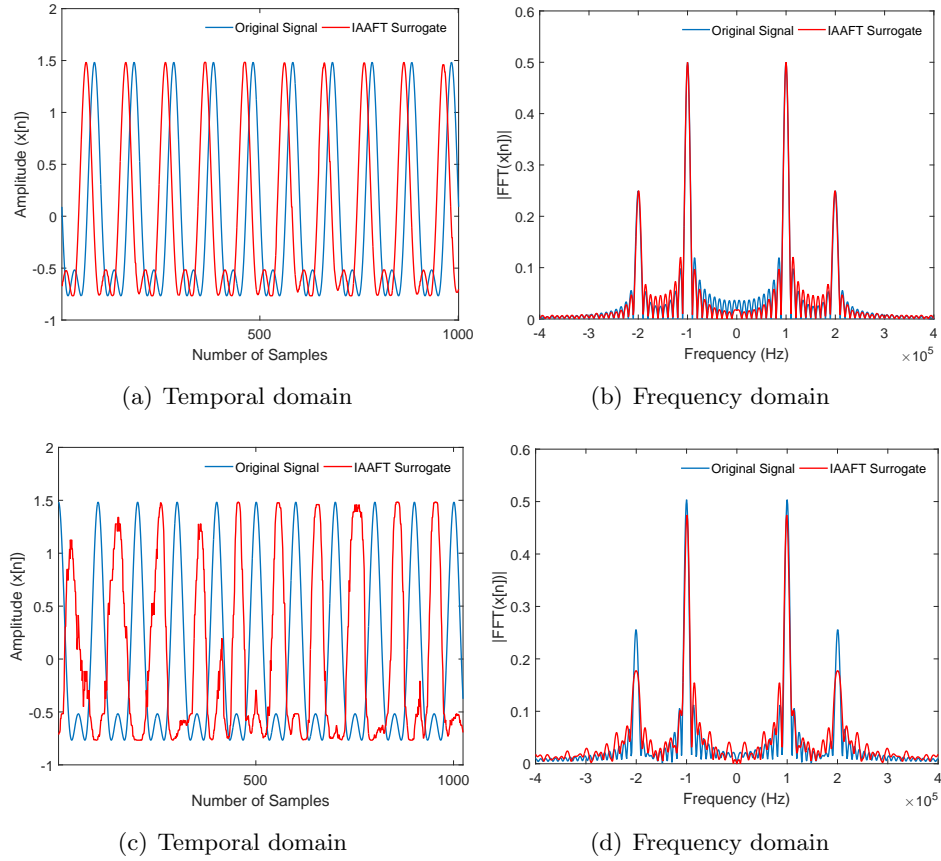 Original Signal IAAFT Surrogate
2
1.5
1
0.5
0
-0.5
-1
Amplitude (x[n])
500 1000
Number of Samples
(a) Temporal domain
Original Signal IAAFT Surrogate
0.6
0.5
0.4
0.3
0.2
0.1
0
|FFT(x[n])|
-4 -3 -2 -1 0 1 2 3 4
Frequency (Hz)
×10^5
(b) Frequency domain
Original Signal IAAFT Surrogate
2
1.5
1
0.5
0
-0.5
-1
Amplitude (x[n])
500 1000
Number of Samples
(c) Temporal domain
Original Signal IAAFT Surrogate
0.6
0.5
0.4
0.3
0.2
0.1
0
|FFT(x[n])|
-4 -3 -2 -1 0 1 2 3 4
Frequency (Hz)
×10^5
(d) Frequency domain